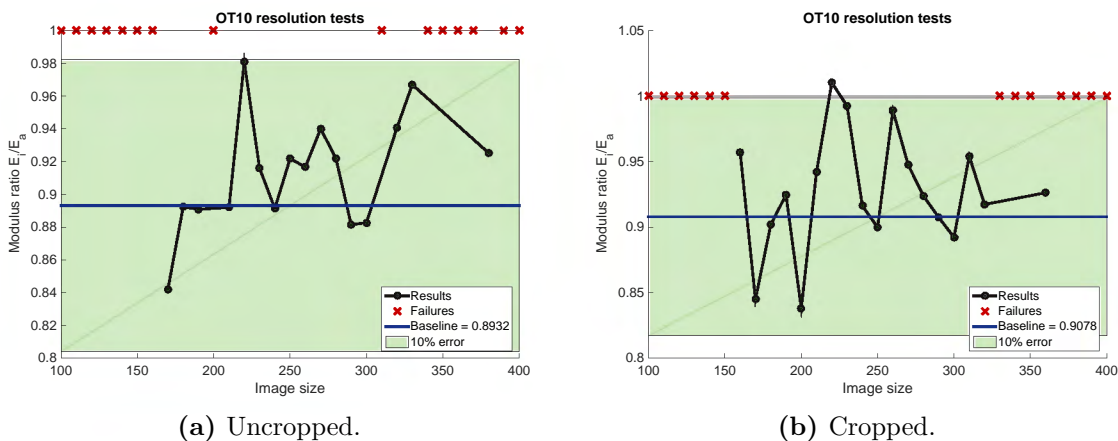 OT10 resolution tests
1
0.98
0.96
0.94
0.92
0.9
0.88
0.86
0.84
0.82
0.8
Modulus ratio E_i/E_a
100 150 200 250 300 350 400
Image size
Results
Failures
Baseline = 0.8932
10% error
(a) Uncropped.
OT10 resolution tests
1.05
1
0.95
0.9
0.85
0.8
Modulus ratio E_i/E_a
100 150 200 250 300 350 400
Image size
Results
Failures
Baseline = 0.9078
10% error
(b) Cropped.